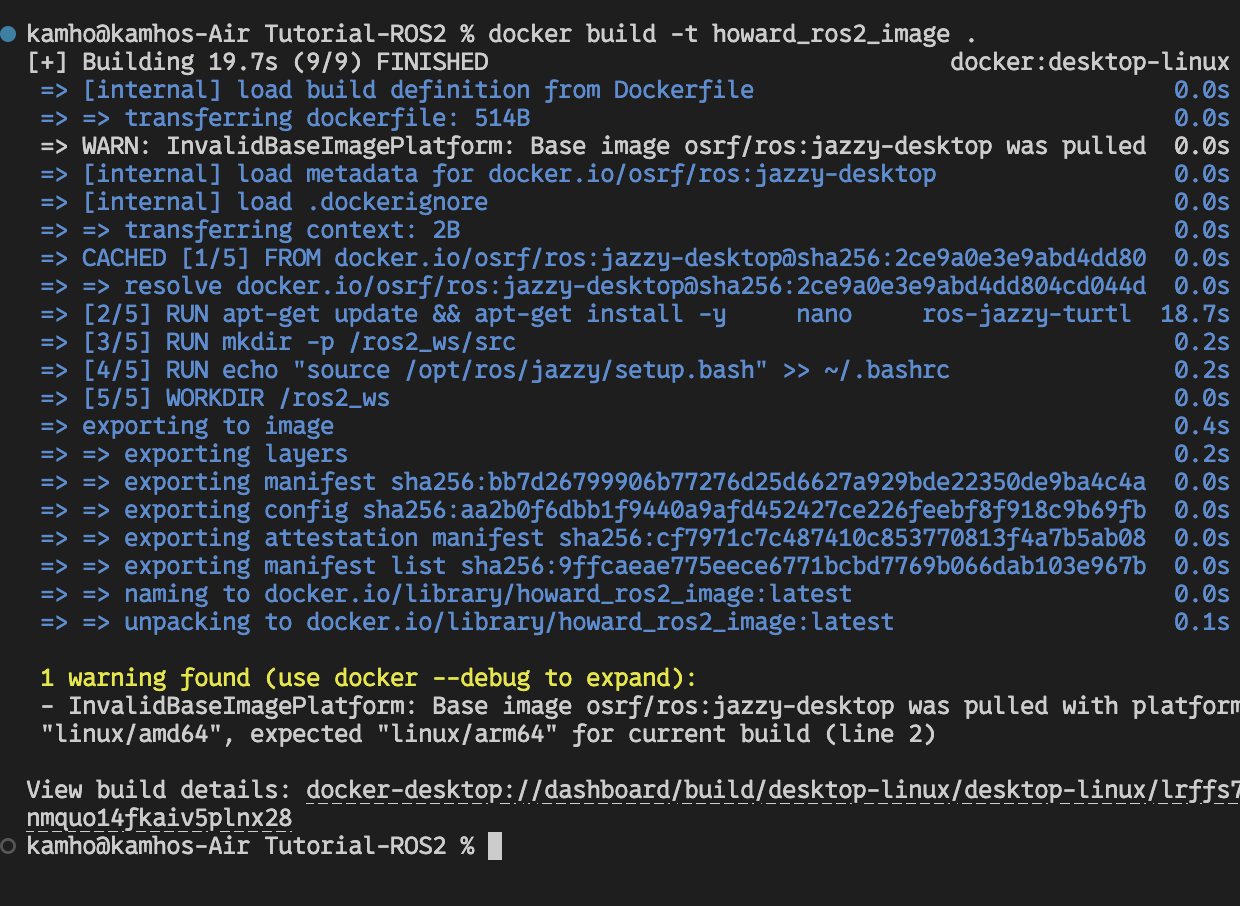 kamho@kamhos-Air Tutorial-ROS2 % docker build -t howard_ros2_image .
[+] Building 19.7s (9/9) FINISHED docker:desktop-linux
=> [internal] load build definition from Dockerfile 0.0s
=> => transferring dockerfile: 514B 0.0s
=> WARN: InvalidBaseImagePlatform: Base image osrf/ros:jazzy-desktop was pulled 0.0s
=> [internal] load metadata for docker.io/osrf/ros:jazzy-desktop 0.0s
=> [internal] load .dockerignore 0.0s
=> => transferring context: 2B 0.0s
=> CACHED [1/5] FROM docker.io/osrf/ros:jazzy-desktop@sha256:2ce9a0e3e9abd4dd80 0.0s
=> => resolve docker.io/osrf/ros:jazzy-desktop@sha256:2ce9a0e3e9abd4dd804cd044d 0.0s
=> [2/5] RUN apt-get update && apt-get install -y nano ros-jazzy-turtl 18.7s
=> [3/5] RUN mkdir -p /ros2_ws/src 0.2s
=> [4/5] RUN echo "source /opt/ros/jazzy/setup.bash" >> ~/.bashrc 0.2s
=> [5/5] WORKDIR /ros2_ws 0.0s
=> exporting to image 0.4s
=> => exporting layers 0.2s
=> => exporting manifest sha256:bb7d26799906b77276d25d6627a929bde22350de9ba4c4a 0.0s
=> => exporting config sha256:aa2b0f6dbb1f9440a9afd452427ce226feebf8f918c9b69fb 0.0s
=> => exporting attestation manifest sha256:cf7971c7c487410c853770813f4a7b5ab08 0.0s
=> => exporting manifest list sha256:9ffcaeae775eece6771bcbd7769b066dab103e967b 0.0s
=> => naming to docker.io/library/howard_ros2_image:latest 0.0s
=> => unpacking to docker.io/library/howard_ros2_image:latest 0.1s
1 warning found (use docker --debug to expand):
- InvalidBaseImagePlatform: Base image osrf/ros:jazzy-desktop was pulled with platform
"linux/amd64", expected "linux/arm64" for current build (line 2)
View build details: docker-desktop://dashboard/build/desktop-linux/desktop-linux/lrffs7
nmquo14fkaiv5plnx28
kamho@kamhos-Air Tutorial-ROS2 %